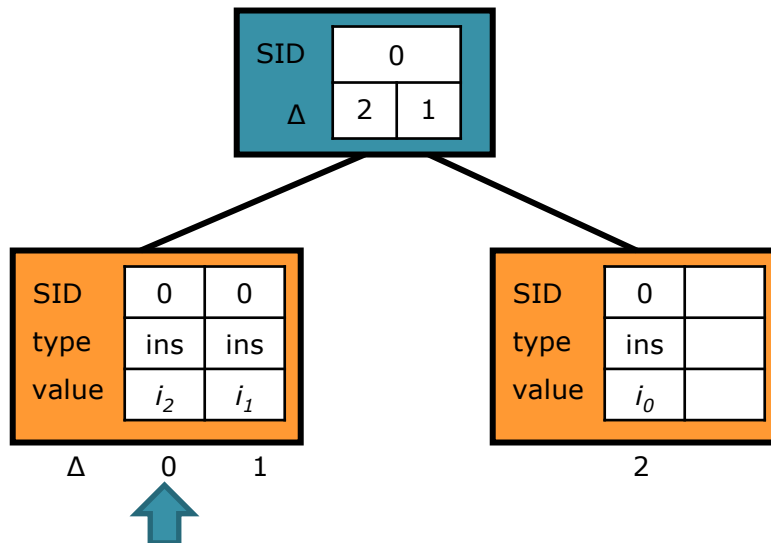 SID 0
Δ 2 1
SID 0 0
type ins ins
value i₂ i₁
Δ 0 1
SID 0
type ins
value i₀
2